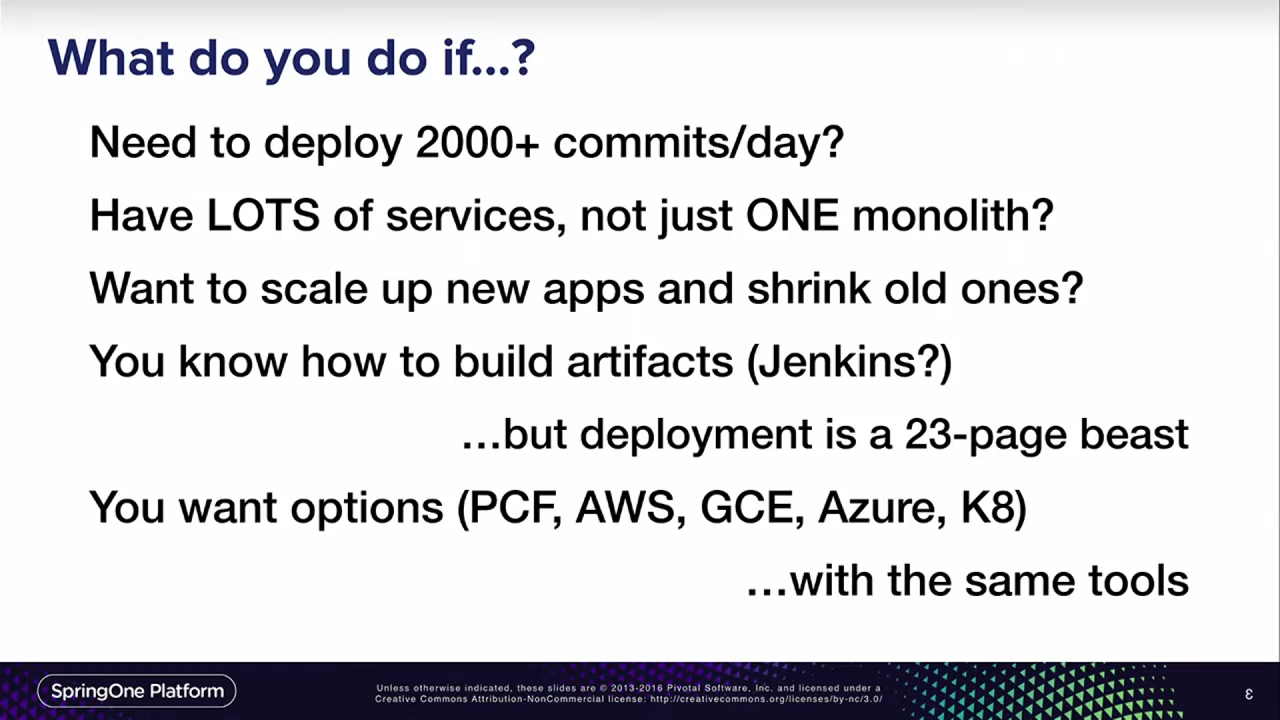 What do you do if...?
Need to deploy 2000+ commits/day?
Have LOTS of services, not just ONE monolith?
Want to scale up new apps and shrink old ones?
You know how to build artifacts (Jenkins?)
...but deployment is a 23-page beast
You want options (PCF, AWS, GCE, Azure, K8)
...with the same tools
SpringOne Platform
Unless otherwise indicated, these slides are © 2013-2016 Pivotal Software, Inc. and licensed under a
Creative Commons Attribution-NonCommercial license: http://creativecommons.org/licenses/by-nc/3.0/
3